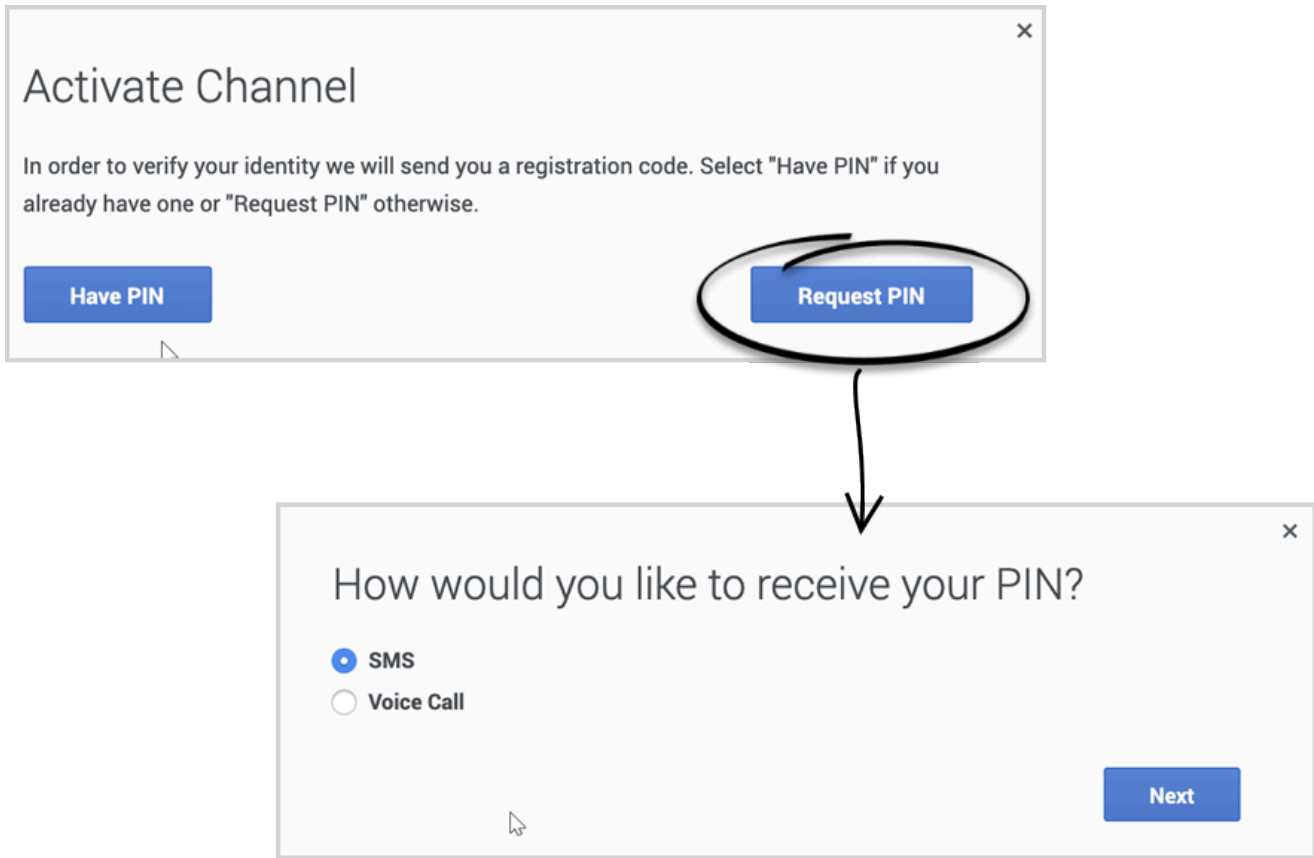 Activate Channel
In order to verify your identity we will send you a registration code. Select "Have PIN" if you
already have one or "Request PIN" otherwise.
Have PIN
Request PIN
How would you like to receive your PIN?
SMS
Voice Call
Next